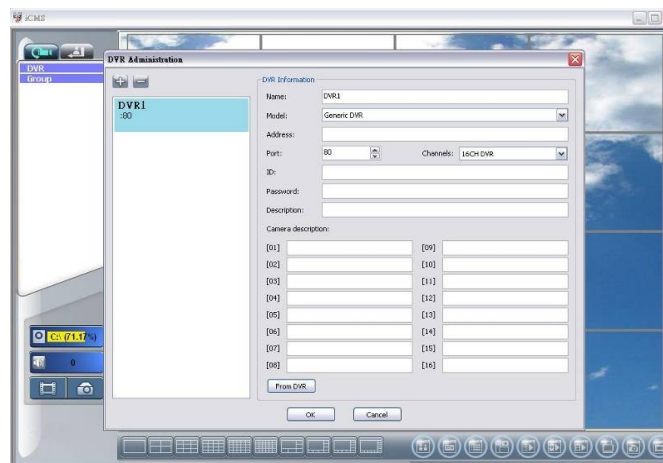 iCMS
DVR
Group
DVR Administration
DVR1
:80
DVR Information
Name: DVR1
Model: Generic DVR
Address:
Port: 80 Channels: 16CH DVR
ID:
Password:
Description:
Camera description:
[01] [09]
[02] [10]
[03] [11]
[04] [12]
[05] [13]
[06] [14]
[07] [15]
[08] [16]
From DVR
OK Cancel
C:\ (71.17%)
0